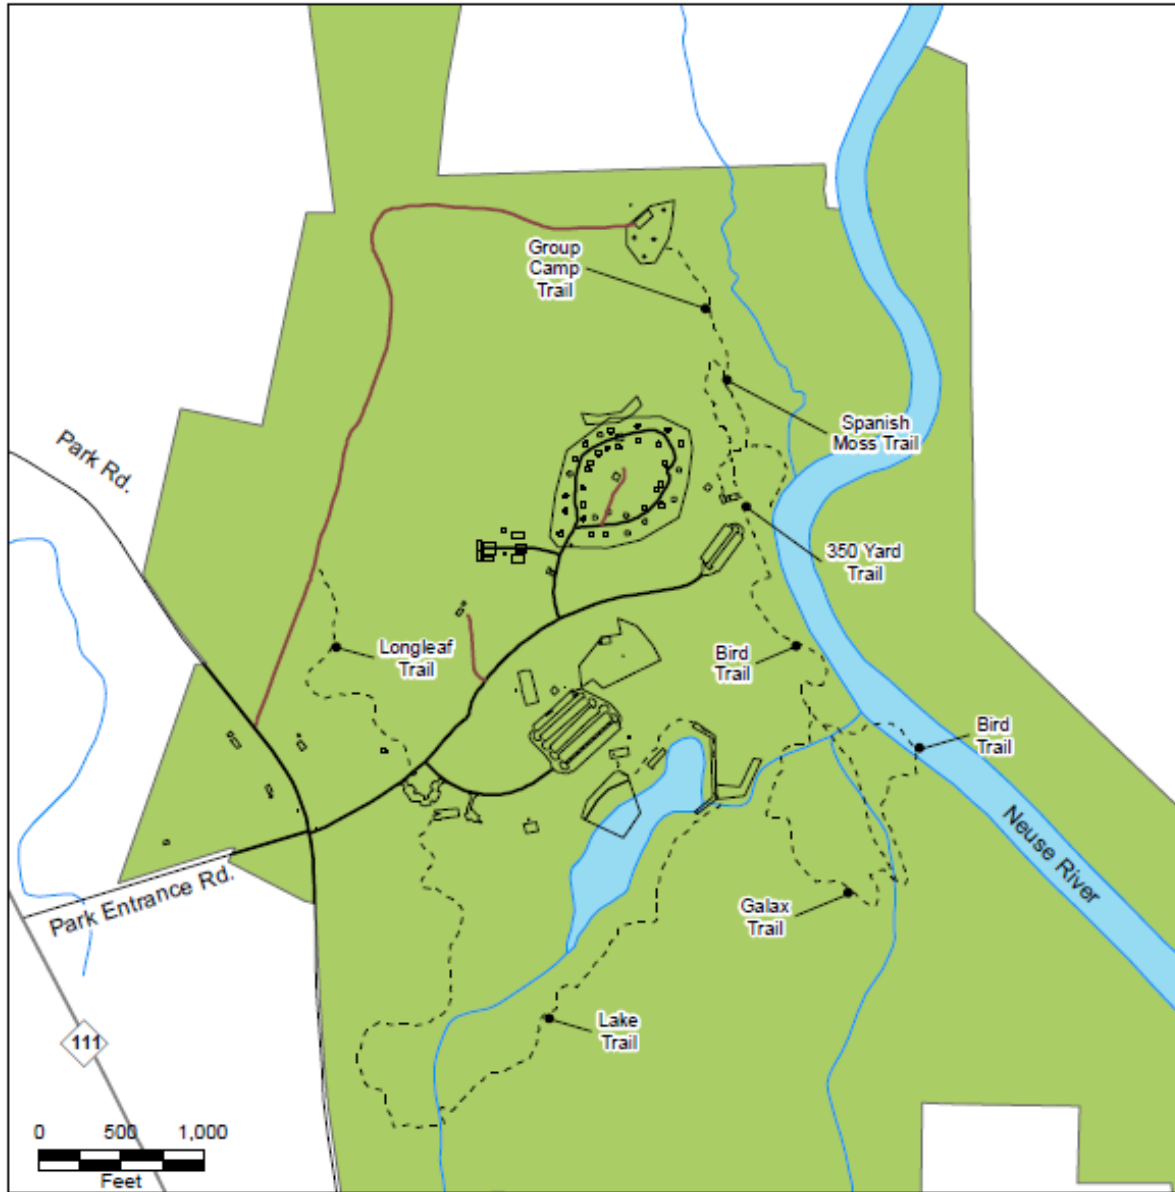 Group
Camp
Trail
Spanish
Moss Trail
Park Rd.
350 Yard
Trail
Longleaf
Trail
Bird
Trail
Bird
Trail
Neuse River
Park Entrance Rd.
Galax
Trail
Lake
Trail
111
0 500 1,000
Feet